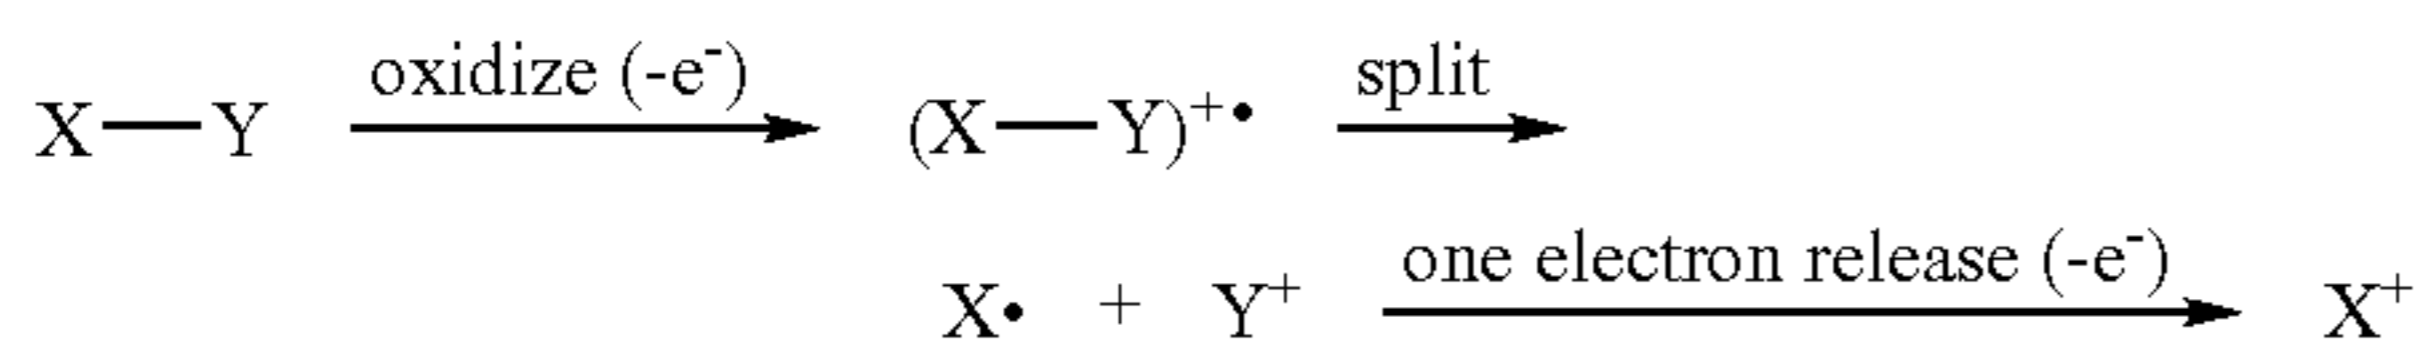 X—Y oxidize (-e⁻) (X—Y)⁺• split
X• + Y⁺ one electron release (-e⁻) X⁺